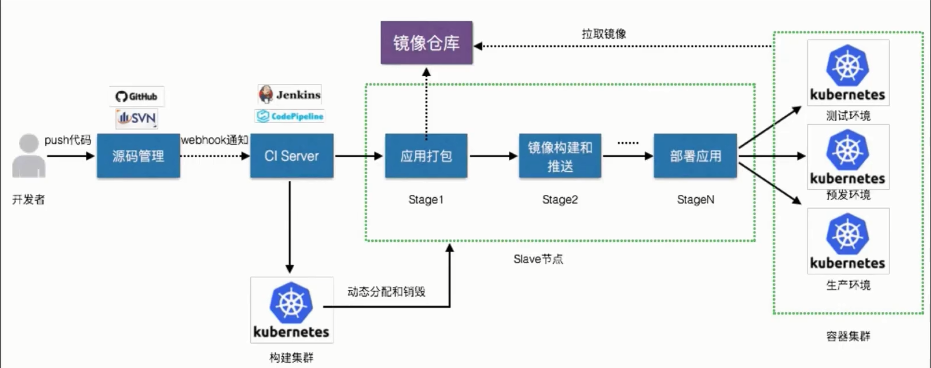 镜像仓库
拉取镜像
GitHub
SVN
Jenkins
CodePipeline
push代码
webhook通知
源码管理
CI Server
应用打包
镜像构建和
推送
......
部署应用
开发者
Stage1
Stage2
StageN
Slave节点
kubernetes
测试环境
kubernetes
预发环境
kubernetes
生产环境
容器集群
动态分配和销毁
kubernetes
构建集群